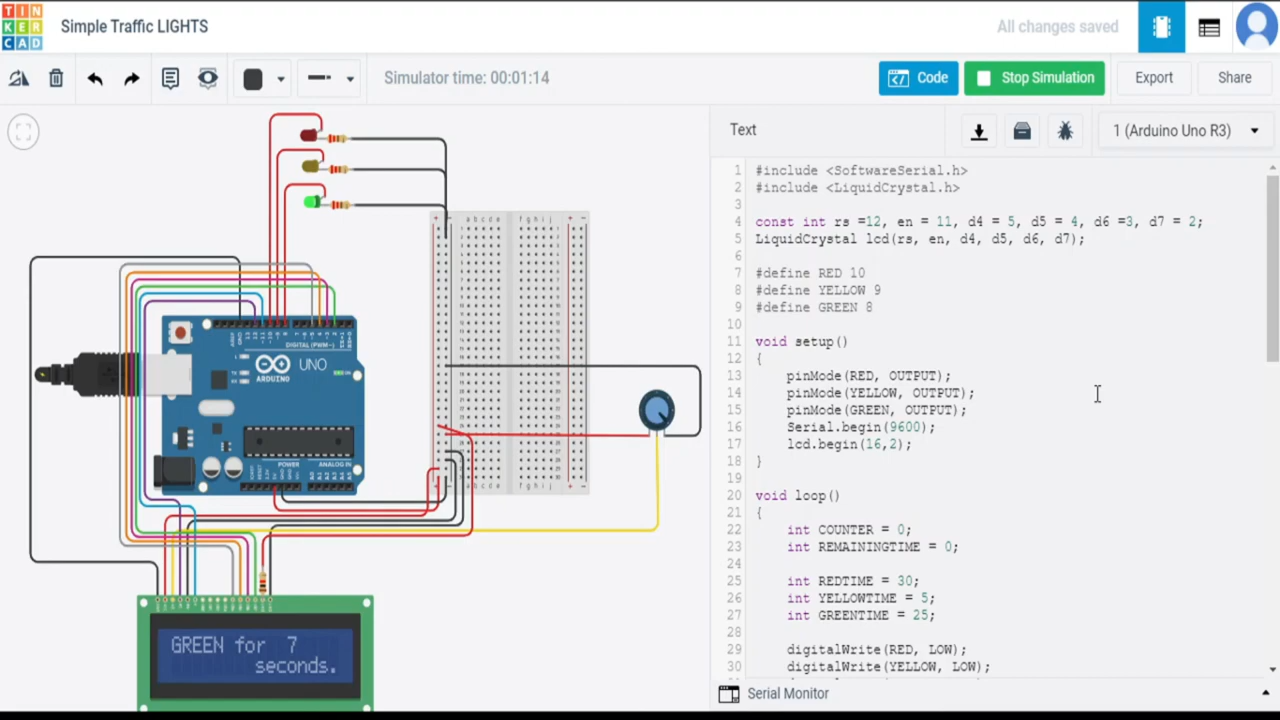 TIN
KER
CAD
Simple Traffic LIGHTS
All changes saved
Simulator time: 00:01:14
Code
Stop Simulation
Export
Share
Text
1 (Arduino Uno R3)
1 #include <SoftwareSerial.h>
2 #include <LiquidCrystal.h>
3
4 const int rs =12, en = 11, d4 = 5, d5 = 4, d6 =3, d7 = 2;
5 LiquidCrystal lcd(rs, en, d4, d5, d6, d7);
6
7 #define RED 10
8 #define YELLOW 9
9 #define GREEN 8
10
11 void setup()
12 {
13 pinMode(RED, OUTPUT);
14 pinMode(YELLOW, OUTPUT);
15 pinMode(GREEN, OUTPUT);
16 Serial.begin(9600);
17 lcd.begin(16,2);
18 }
19
20 void loop()
21 {
22 int COUNTER = 0;
23 int REMAININGTIME = 0;
24
25 int REDTIME = 30;
26 int YELLOWTIME = 5;
27 int GREENTIME = 25;
28
29 digitalWrite(RED, LOW);
30 digitalWrite(YELLOW, LOW);
Serial Monitor
DIGITAL (PWM~)
UNO
ARDUINO
POWER
ANALOG IN
a b c d e
f g h i j
a b c d e
f g h i j
GREEN for 7
seconds.